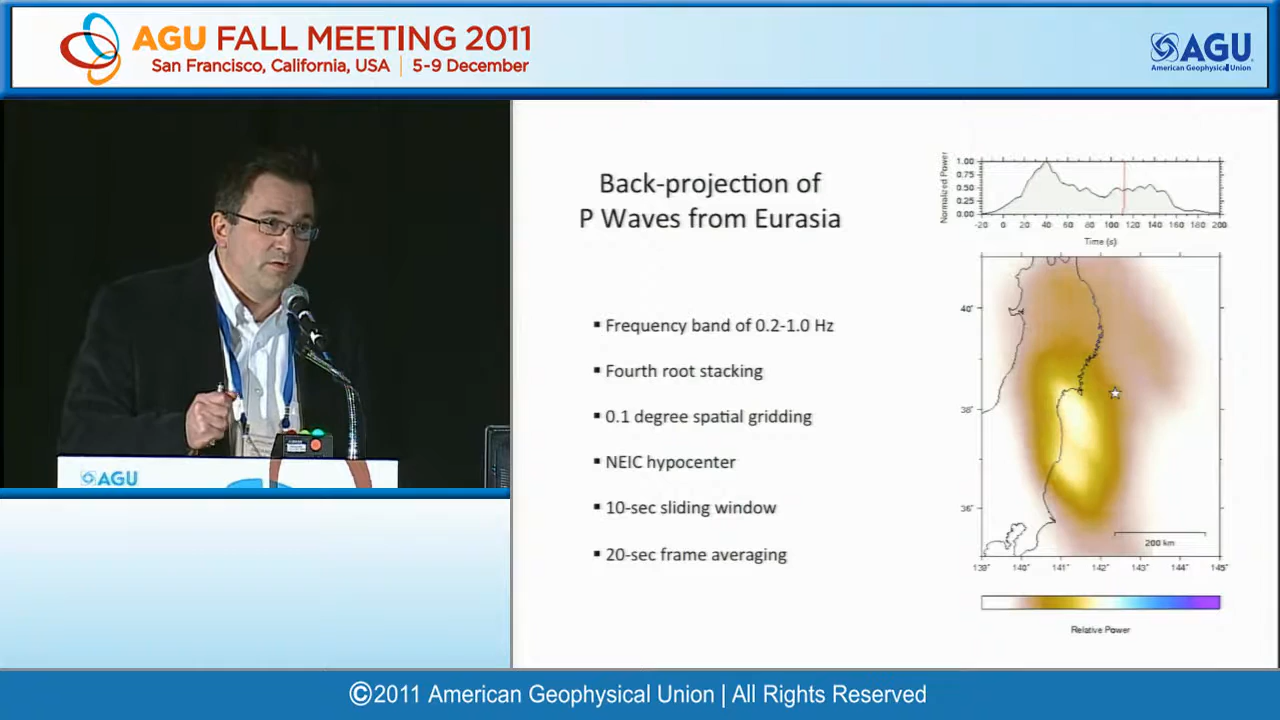 AGU FALL MEETING 2011
San Francisco, California, USA | 5-9 December
AGU
American Geophysical Union
AGU
Back-projection of
P Waves from Eurasia
▪ Frequency band of 0.2-1.0 Hz
▪ Fourth root stacking
▪ 0.1 degree spatial gridding
▪ NEIC hypocenter
▪ 10-sec sliding window
▪ 20-sec frame averaging
Normalized Power
1.00
0.75
0.50
0.25
0.00
-20 0 20 40 60 80 100 120 140 160 180 200
Time (s)
40°
38°
36°
200 km
139° 140° 141° 142° 143° 144° 145°
Relative Power
©2011 American Geophysical Union | All Rights Reserved